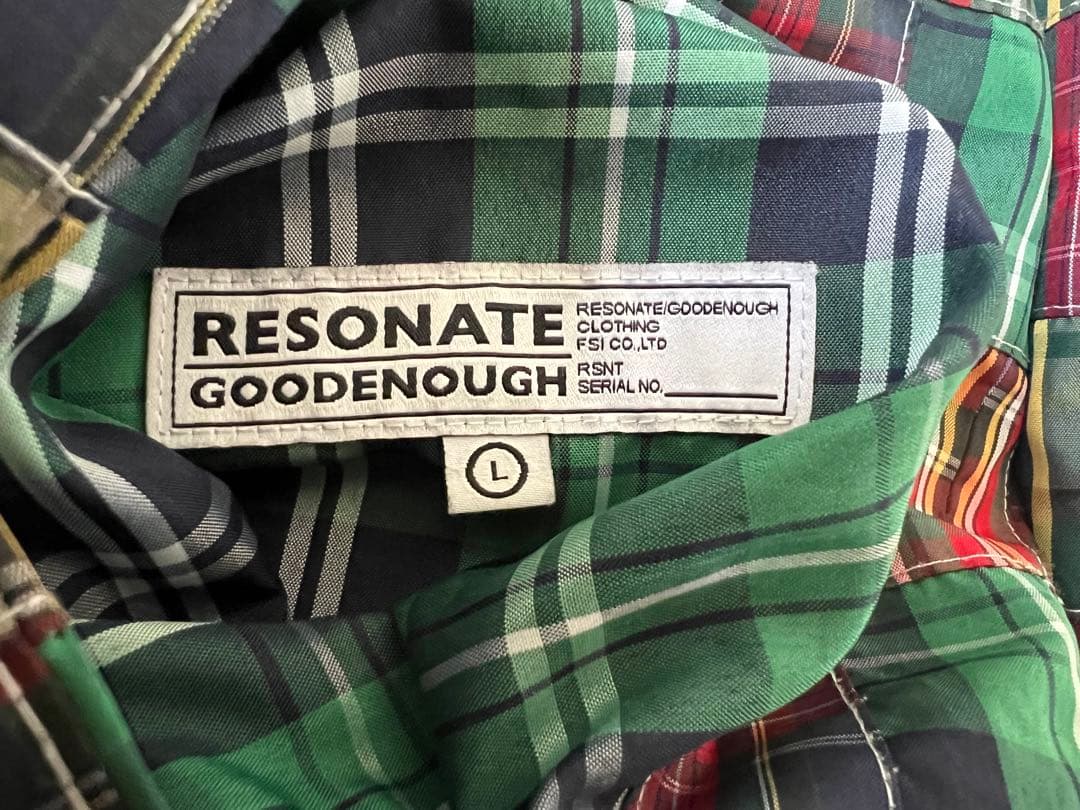 RESONATE
GOODENOUGH
RESONATE/GOODENOUGH
CLOTHING
FSI CO.,LTD
RSNT
SERIAL NO.
L